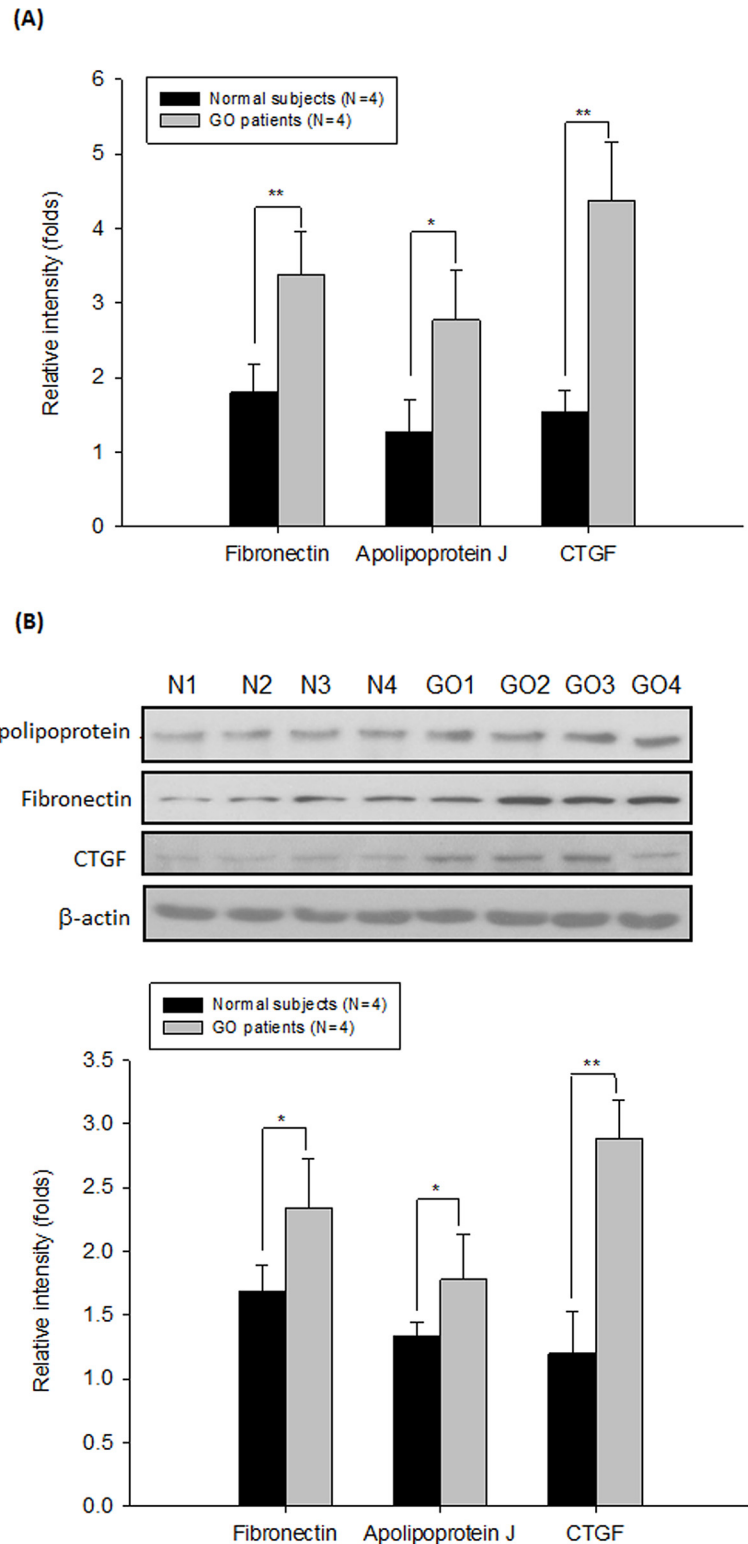 (A)
Normal subjects (N=4)
GO patients (N=4)
6
5
4
3
2
1
0
Relative intensity (folds)
**
*
**
Fibronectin Apolipoprotein J CTGF
(B)
N1 N2 N3 N4 GO1 GO2 GO3 GO4
polipoprotein
Fibronectin
CTGF
β-actin
Normal subjects (N=4)
GO patients (N=4)
3.5
3.0
2.5
2.0
1.5
1.0
0.5
0.0
Relative intensity (folds)
*
*
**
Fibronectin Apolipoprotein J CTGF